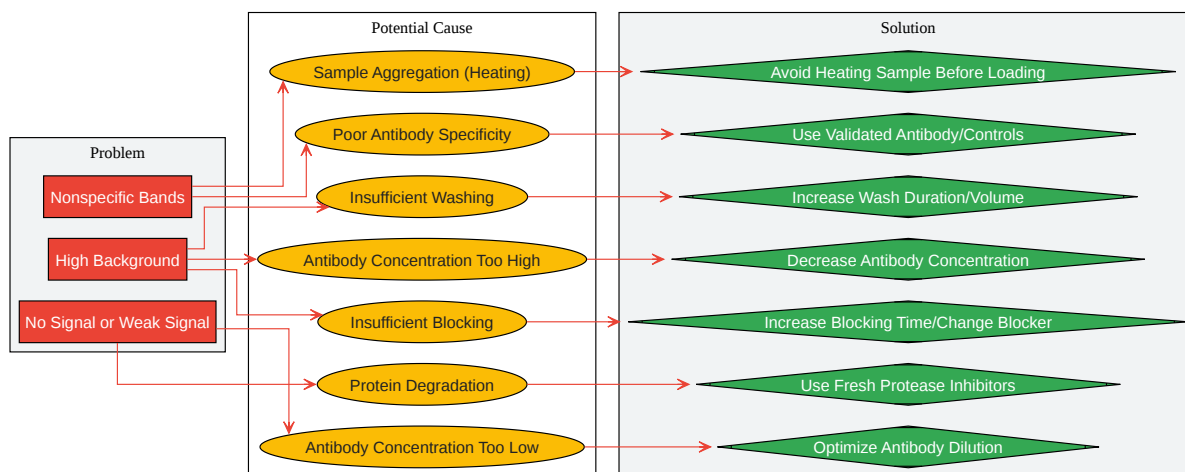 Problem
Nonspecific Bands
High Background
No Signal or Weak Signal
Potential Cause
Sample Aggregation (Heating)
Poor Antibody Specificity
Insufficient Washing
Antibody Concentration Too High
Insufficient Blocking
Protein Degradation
Antibody Concentration Too Low
Solution
Avoid Heating Sample Before Loading
Use Validated Antibody/Controls
Increase Wash Duration/Volume
Decrease Antibody Concentration
Increase Blocking Time/Change Blocker
Use Fresh Protease Inhibitors
Optimize Antibody Dilution